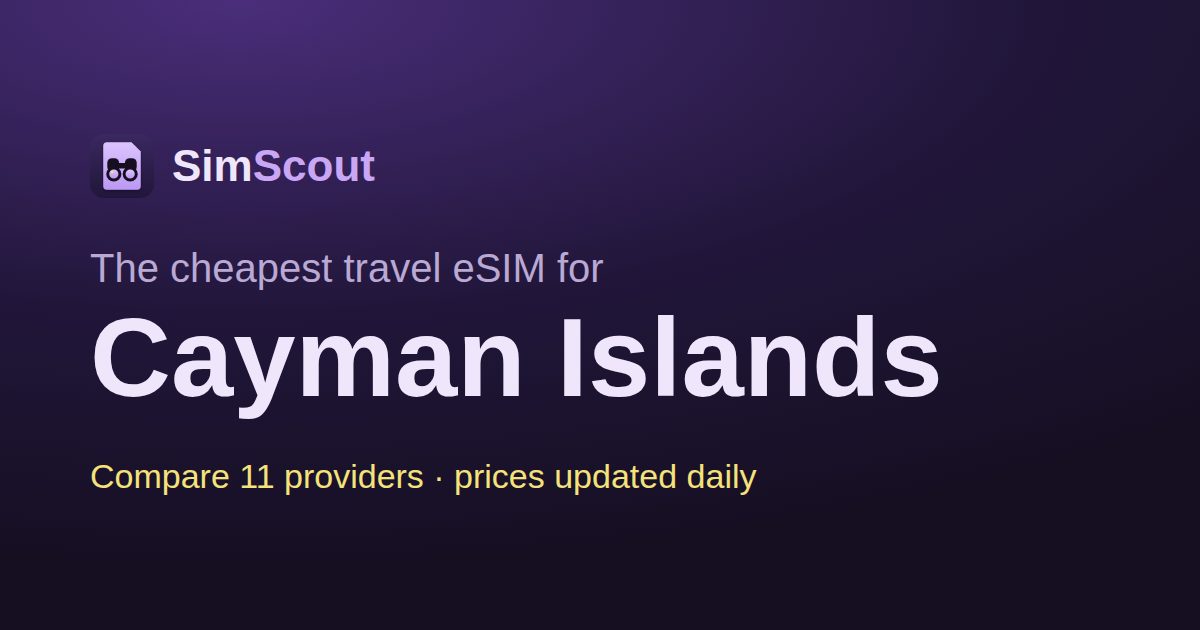 SimScout
The cheapest travel eSIM for
Cayman Islands
Compare 11 providers · prices updated daily